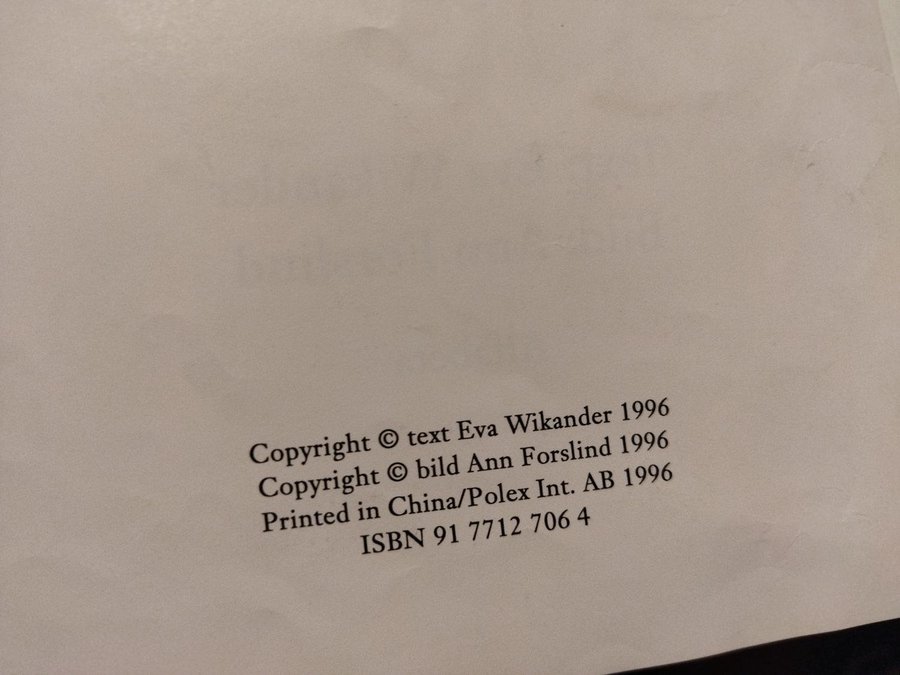 Copyright © text Eva Wikander 1996
Copyright © bild Ann Forslind 1996
Printed in China/Polex Int. AB 1996
ISBN 91 7712 706 4